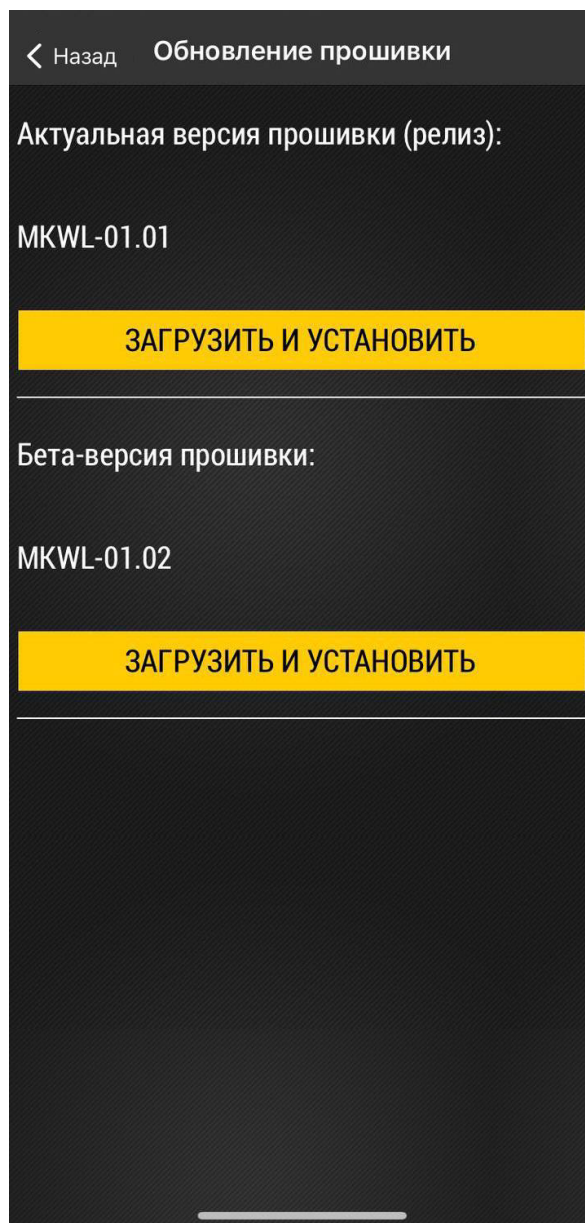 Назад Обновление прошивки
Актуальная версия прошивки (релиз):
MKWL-01.01
ЗАГРУЗИТЬ И УСТАНОВИТЬ
Бета-версия прошивки:
MKWL-01.02
ЗАГРУЗИТЬ И УСТАНОВИТЬ